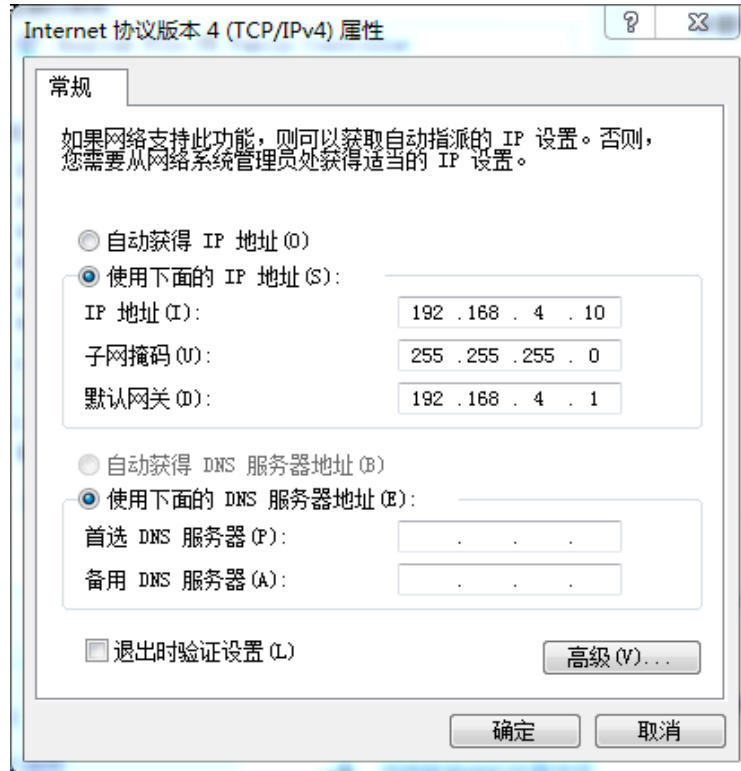 Internet 协议版本 4 (TCP/IPv4) 属性
常规
如果网络支持此功能，则可以获取自动指派的 IP 设置。否则，
您需要从网络系统管理员处获得适当的 IP 设置。
自动获得 IP 地址(O)
使用下面的 IP 地址(S):
IP 地址(I): 192 .168 . 4 . 10
子网掩码(U): 255 .255 .255 . 0
默认网关(D): 192 .168 . 4 . 1
自动获得 DNS 服务器地址(B)
使用下面的 DNS 服务器地址(E):
首选 DNS 服务器(P): . . .
备用 DNS 服务器(A): . . .
退出时验证设置(L)
高级(V)...
确定 取消